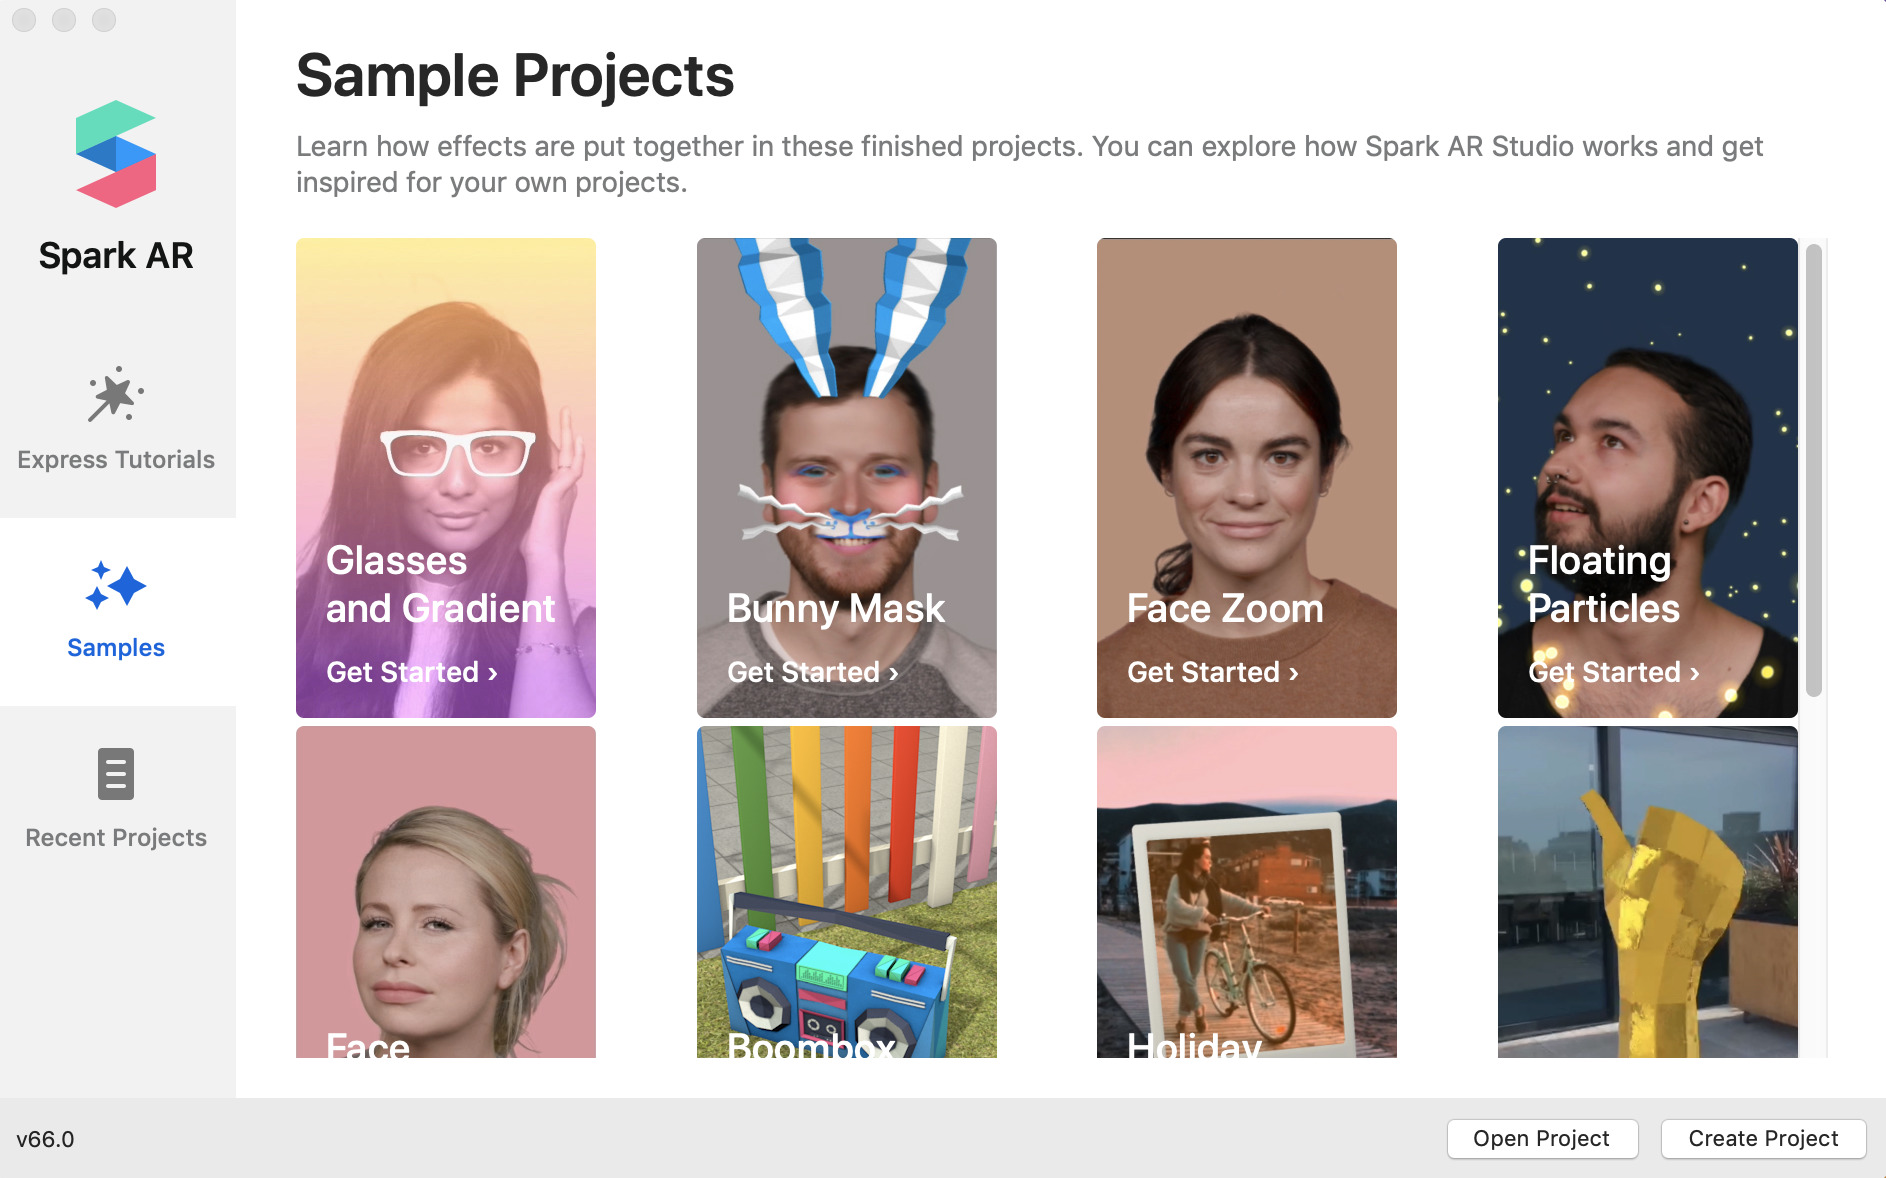 Sample Projects
Learn how effects are put together in these finished projects. You can explore how Spark AR Studio works and get
inspired for your own projects.
Spark AR
Express Tutorials
Samples
Recent Projects
Glasses
and Gradient
Get Started ›
Bunny Mask
Get Started ›
Face Zoom
Get Started ›
Floating
Particles
Get Started ›
Face
Boombox
Holiday
v66.0
Open Project
Create Project